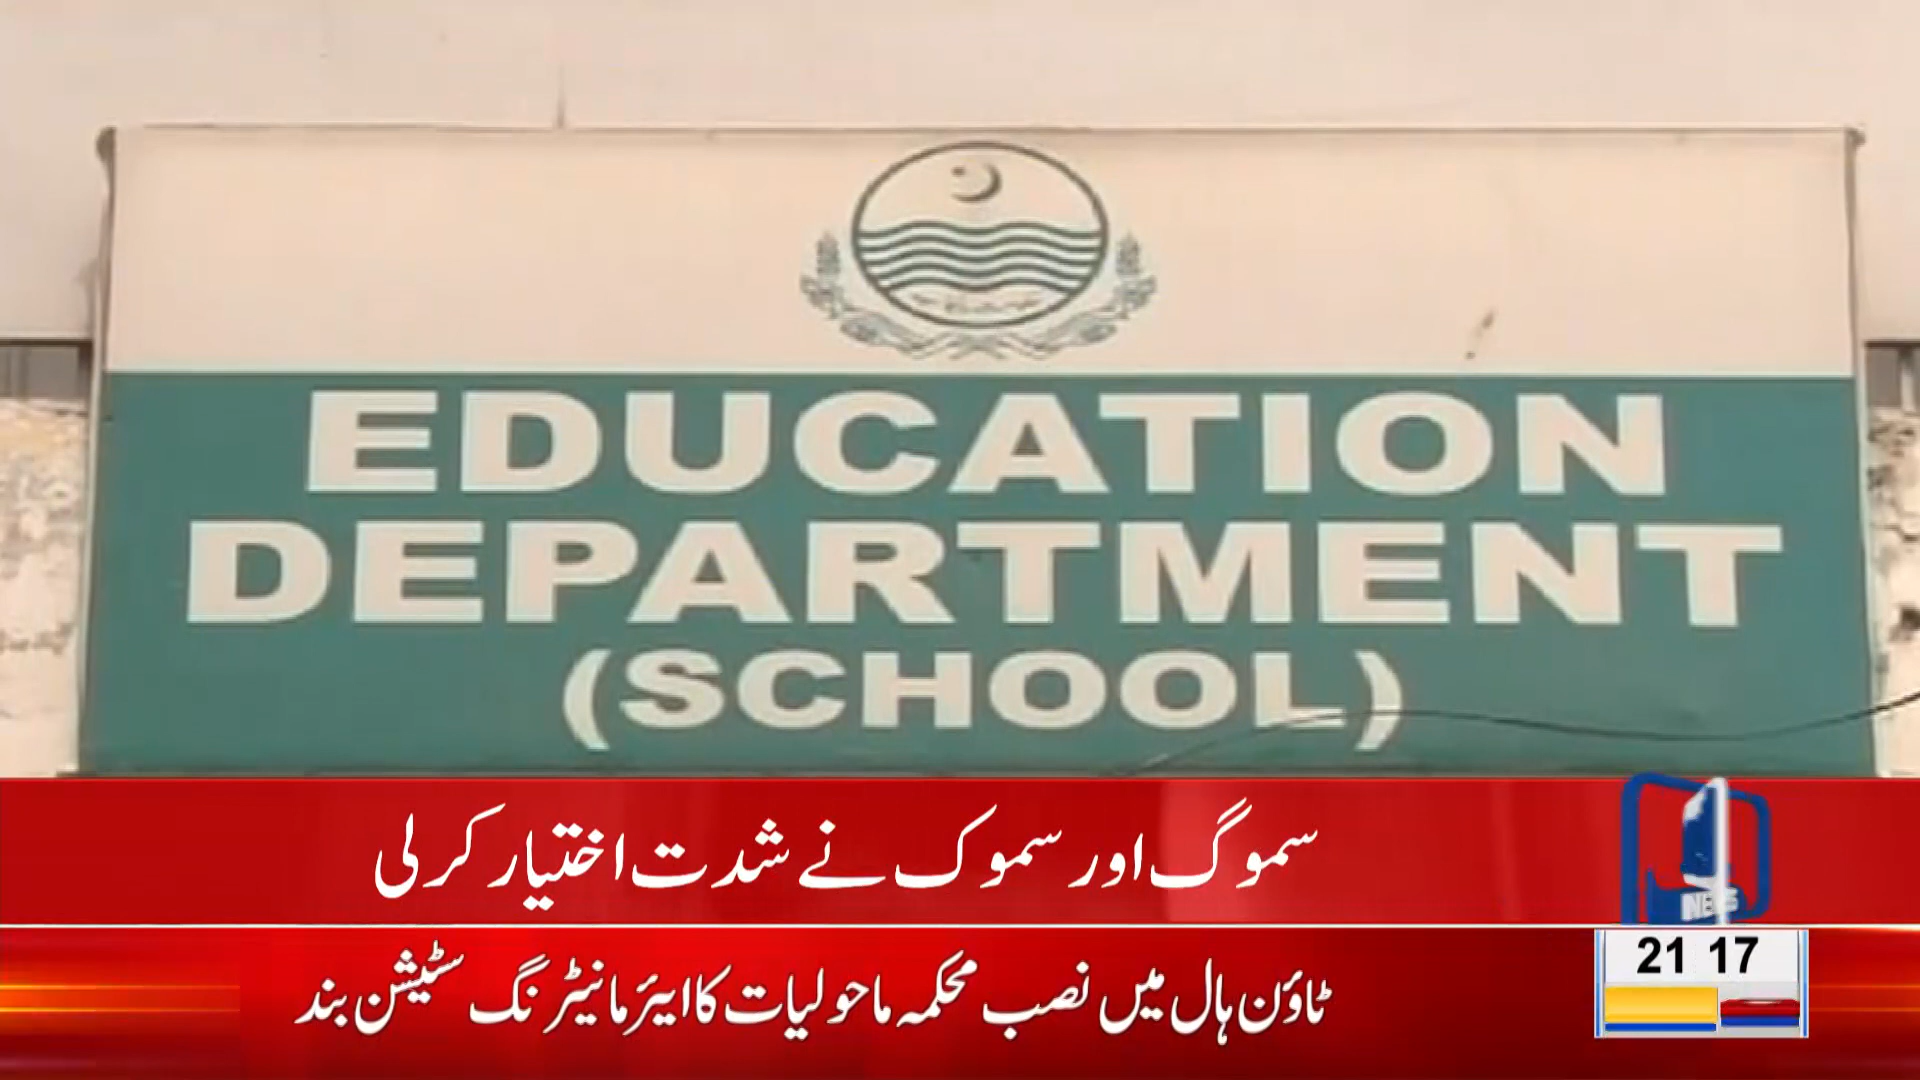 EDUCATION
DEPARTMENT
(SCHOOL)
سموگ اور سموک نے شدت اختیار کرلی
NEWS
21 17
ٹاؤن ہال میں نصب محکمہ ماحولیات کا ایئر مانیٹرنگ سٹیشن بند